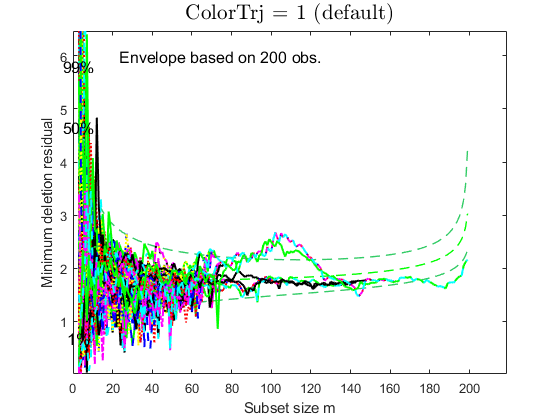 ColorTrj = 1 (default)
Envelope based on 200 obs.
99%
50%
1%
Minimum deletion residual
6
5
4
3
2
1
0 20 40 60 80 100 120 140 160 180 200
Subset size m